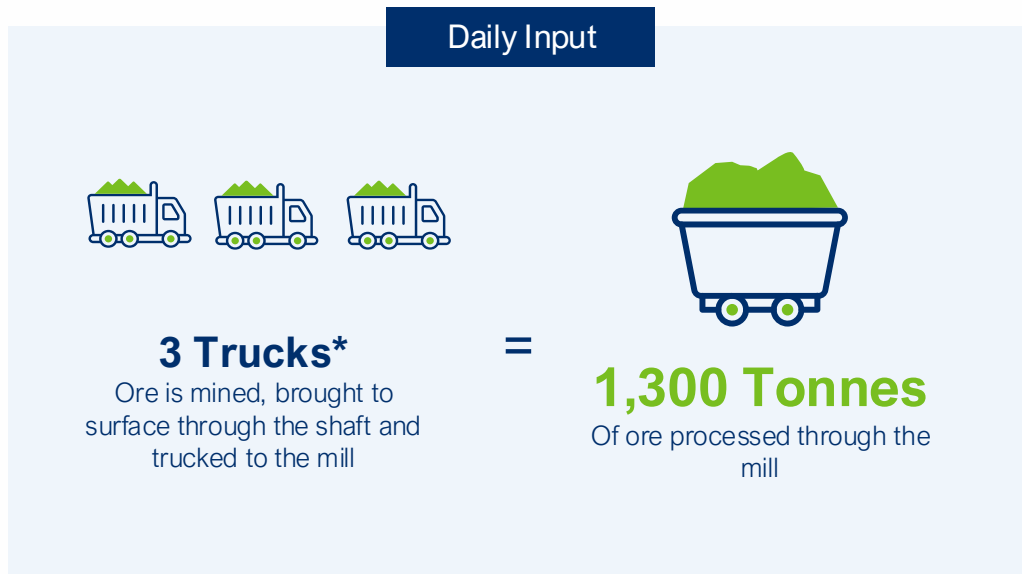 Daily Input
3 Trucks*
Ore is mined, brought to
surface through the shaft and
trucked to the mill
=
1,300 Tonnes
Of ore processed through the
mill